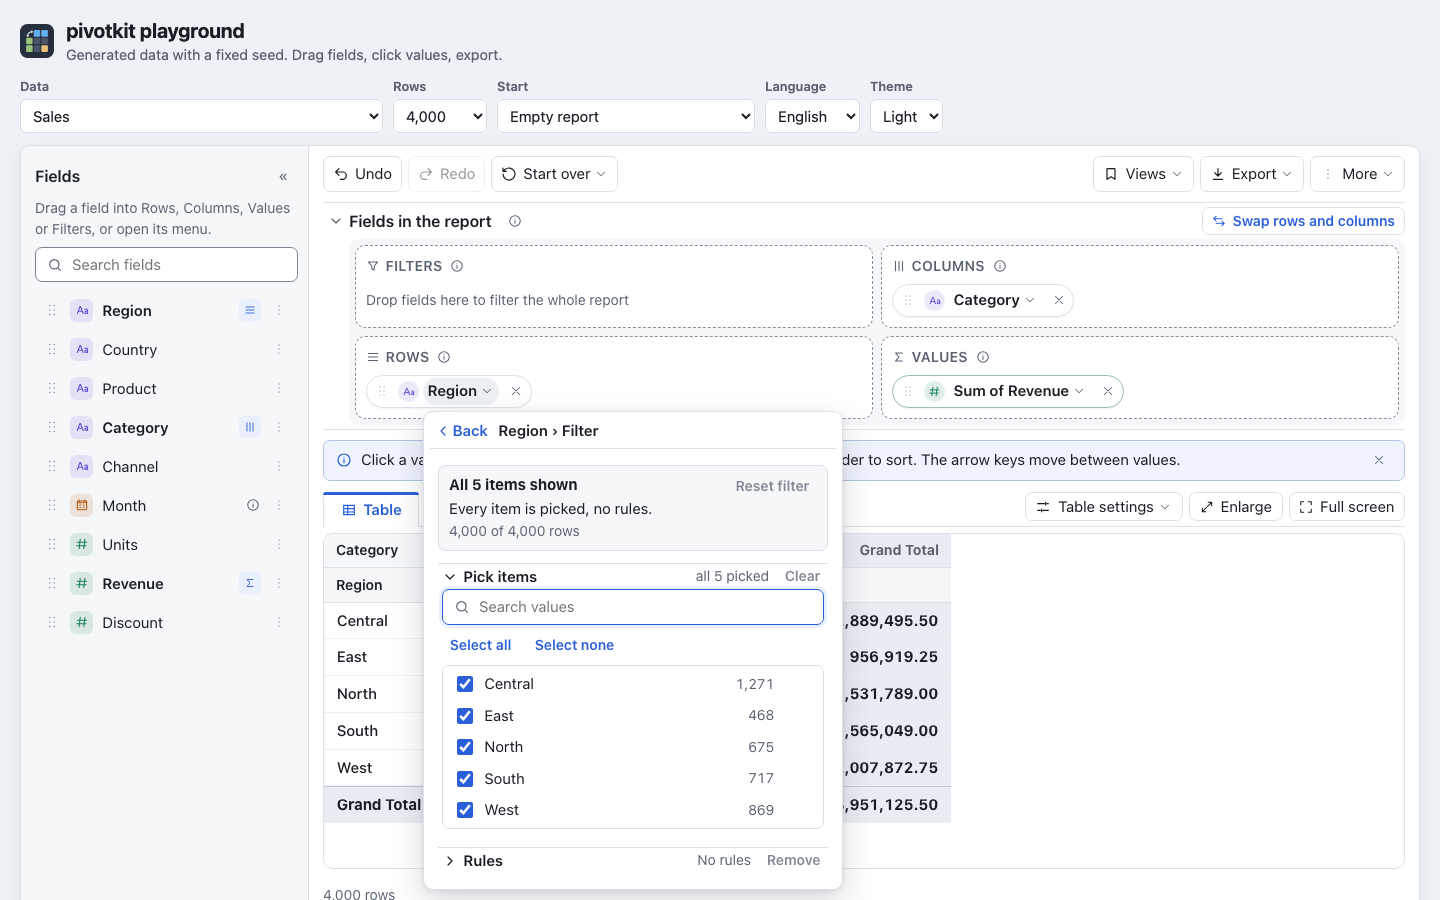 pivotkit playground
Generated data with a fixed seed. Drag fields, click values, export.
Data
Rows
Start
Language
Theme
Sales
4,000
Empty report
English
Light
Fields
«
Drag a field into Rows, Columns, Values
or Filters, or open its menu.
Search fields
Aa Region
Aa Country
Aa Product
Aa Category
Aa Channel
Month
# Units
# Revenue Σ
# Discount
Undo
Redo
Start over
Views
Export
More
Fields in the report
Swap rows and columns
FILTERS
Drop fields here to filter the whole report
COLUMNS
Aa Category
ROWS
Aa Region
Σ VALUES
# Sum of Revenue
Back Region › Filter
All 5 items shown
Reset filter
Every item is picked, no rules.
4,000 of 4,000 rows
Pick items
all 5 picked
Clear
Search values
Select all
Select none
Central 1,271
East 468
North 675
South 717
West 869
Rules
No rules
Remove
Click a
der to sort. The arrow keys move between values.
Table
Table settings
Enlarge
Full screen
Category
Grand Total
Region
Central
,889,495.50
East
956,919.25
North
,531,789.00
South
,565,049.00
West
,007,872.75
Grand Total
,951,125.50
4,000 rows